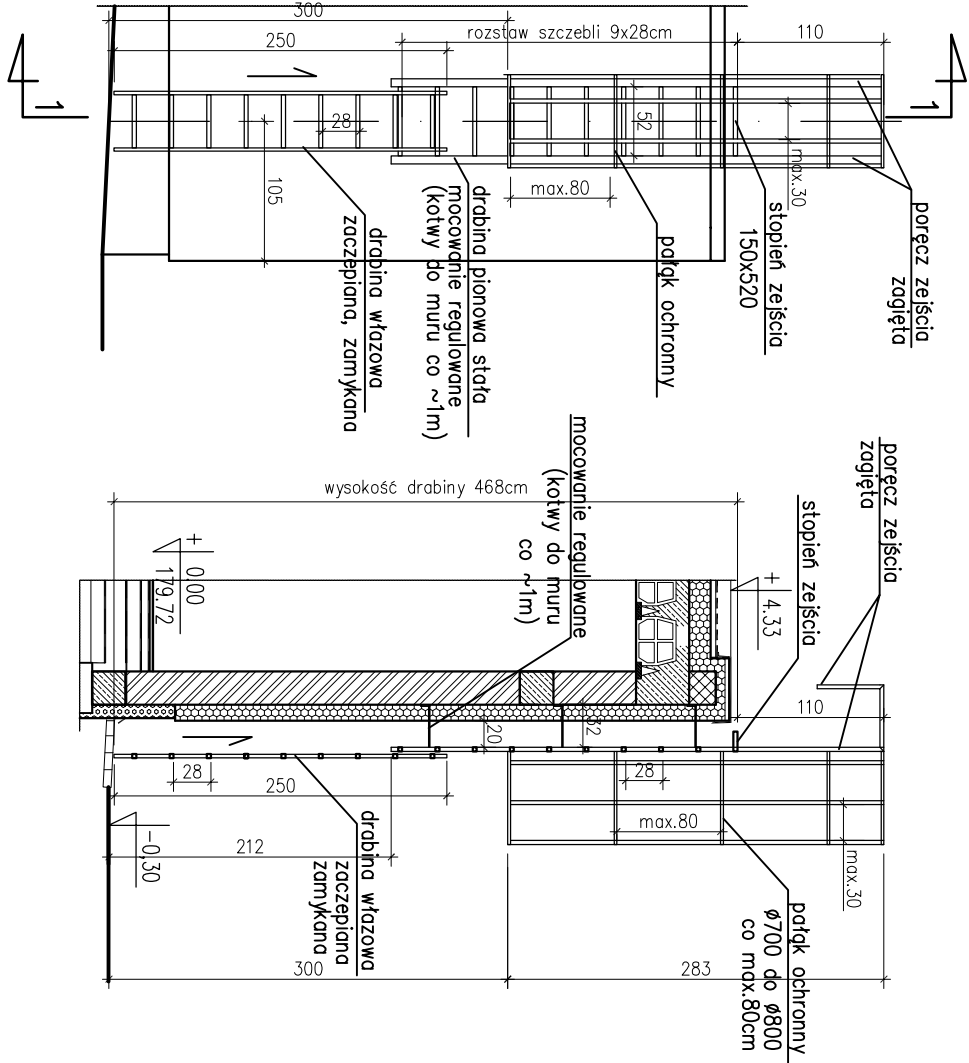 300
250
rozstaw szczebli 9x28cm
110
1
1
1
28
52
105
max.80
max.30
poręcz zejścia
zagięta
stopień zejścia
150x520
pałąk ochronny
drabina pionowa stała
mocowanie regulowane
(kotwy do muru co ~1m)
drabina włazowa
zaczepiana, zamykana
wysokość drabiny 468cm
mocowanie regulowane
(kotwy do muru
co ~1m)
poręcz zejścia
zagięta
stopień zejścia
+ 0.00
179.72
+ 4.33
110
20
32
1
28
28
250
max.80
max.30
212
-0,30
drabina włazowa
zaczepiana
zamykana
pałąk ochronny
ø700 do ø800
co max.80cm
300
283